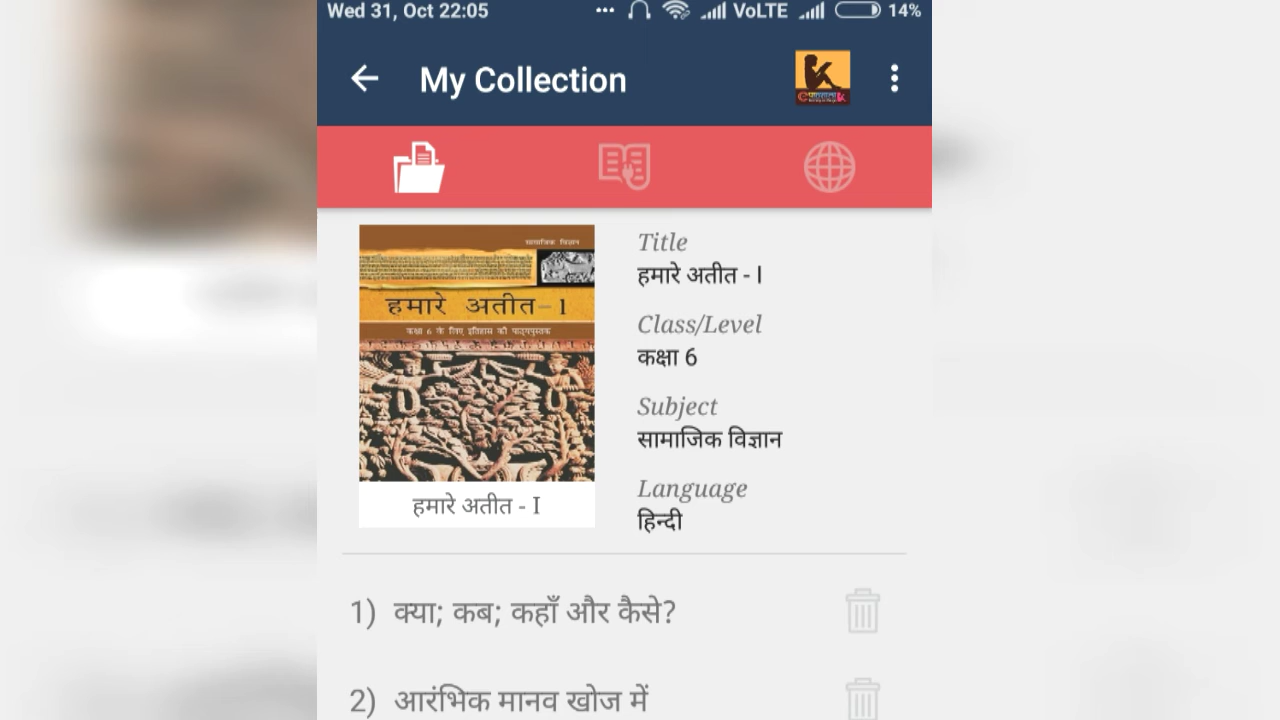 Wed 31, Oct 22:05
VoLTE
14%
My Collection
सामाजिक विज्ञान
हमारे अतीत-1
कक्षा 6 के लिए इतिहास की पाठ्यपुस्तक
हमारे अतीत - I
Title
हमारे अतीत - I
Class/Level
कक्षा 6
Subject
सामाजिक विज्ञान
Language
हिन्दी
1) क्या; कब; कहाँ और कैसे?
2) आरंभिक मानव खोज में